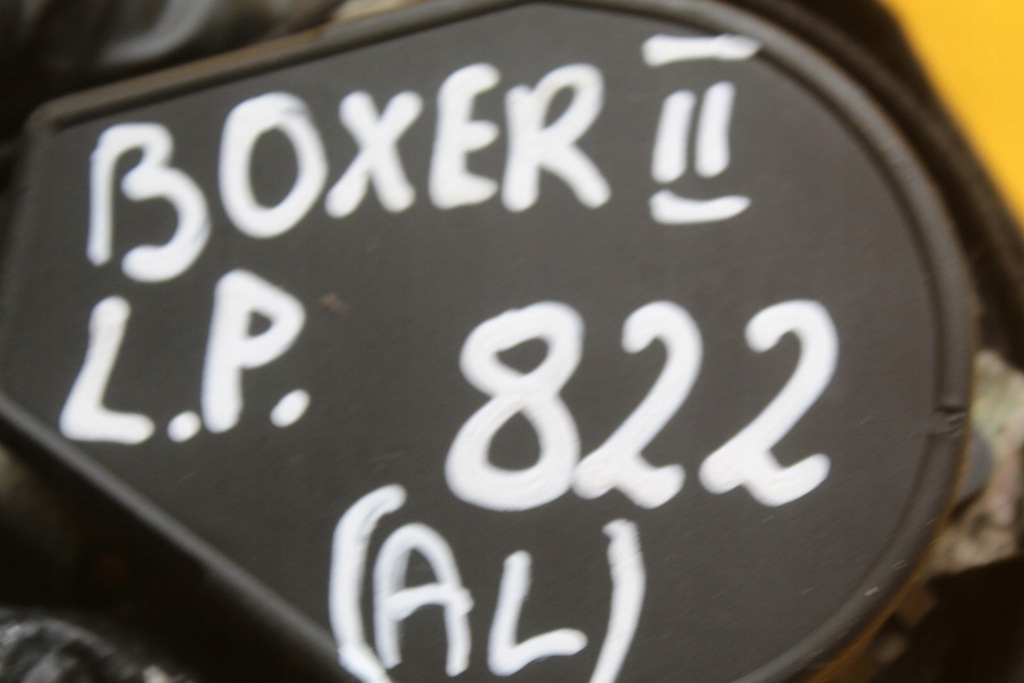 BOXER II
L.P. 822
(AL)